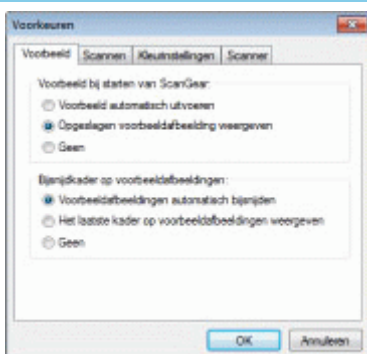 Voorkeuren
Voorbeeld Scannen Kleurinstellingen Scanner
Voorbeeld bij starten van ScanGear:
Voorbeeld automatisch uitvoeren
Opgeslagen voorbeeldafbeelding weergeven
Geen
Bijsnijdkader op voorbeeldafbeeldingen:
Voorbeeldafbeeldingen automatisch bijsnijden
Het laatste kader op voorbeeldafbeeldingen weergeven
Geen
OK Annuleren